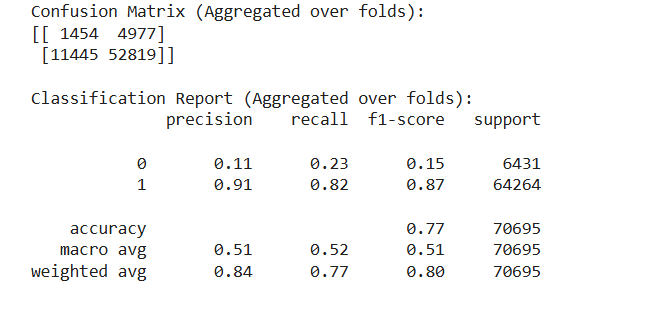 Confusion Matrix (Aggregated over folds):
[[ 1454  4977]
 [11445 52819]]
Classification Report (Aggregated over folds):
              precision    recall  f1-score   support
           0       0.11      0.23      0.15      6431
           1       0.91      0.82      0.87     64264
    accuracy                           0.77     70695
   macro avg       0.51      0.52      0.51     70695
weighted avg       0.84      0.77      0.80     70695